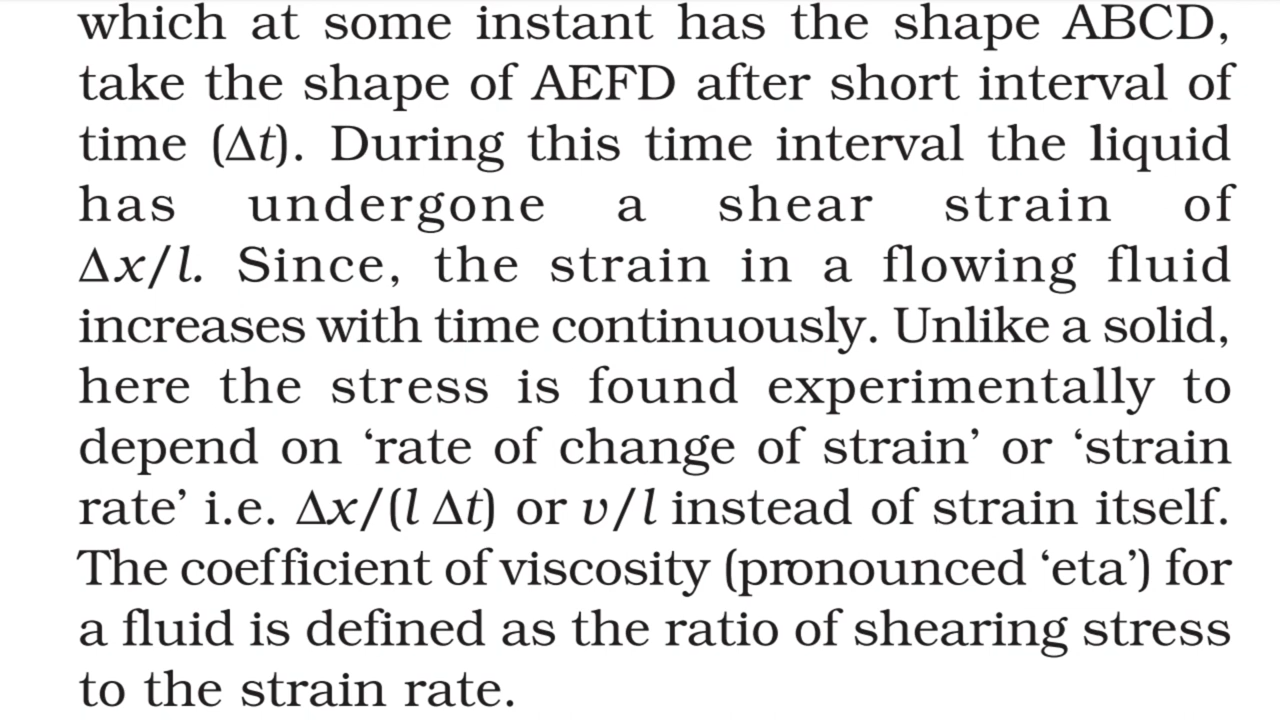 which at some instant has the shape ABCD,
take the shape of AEFD after short interval of
time (Δt). During this time interval the liquid
has undergone a shear strain of
Δx/l. Since, the strain in a flowing fluid
increases with time continuously. Unlike a solid,
here the stress is found experimentally to
depend on ‘rate of change of strain’ or ‘strain
rate’ i.e. Δx/(l Δt) or v/l instead of strain itself.
The coefficient of viscosity (pronounced ‘eta’) for
a fluid is defined as the ratio of shearing stress
to the strain rate.